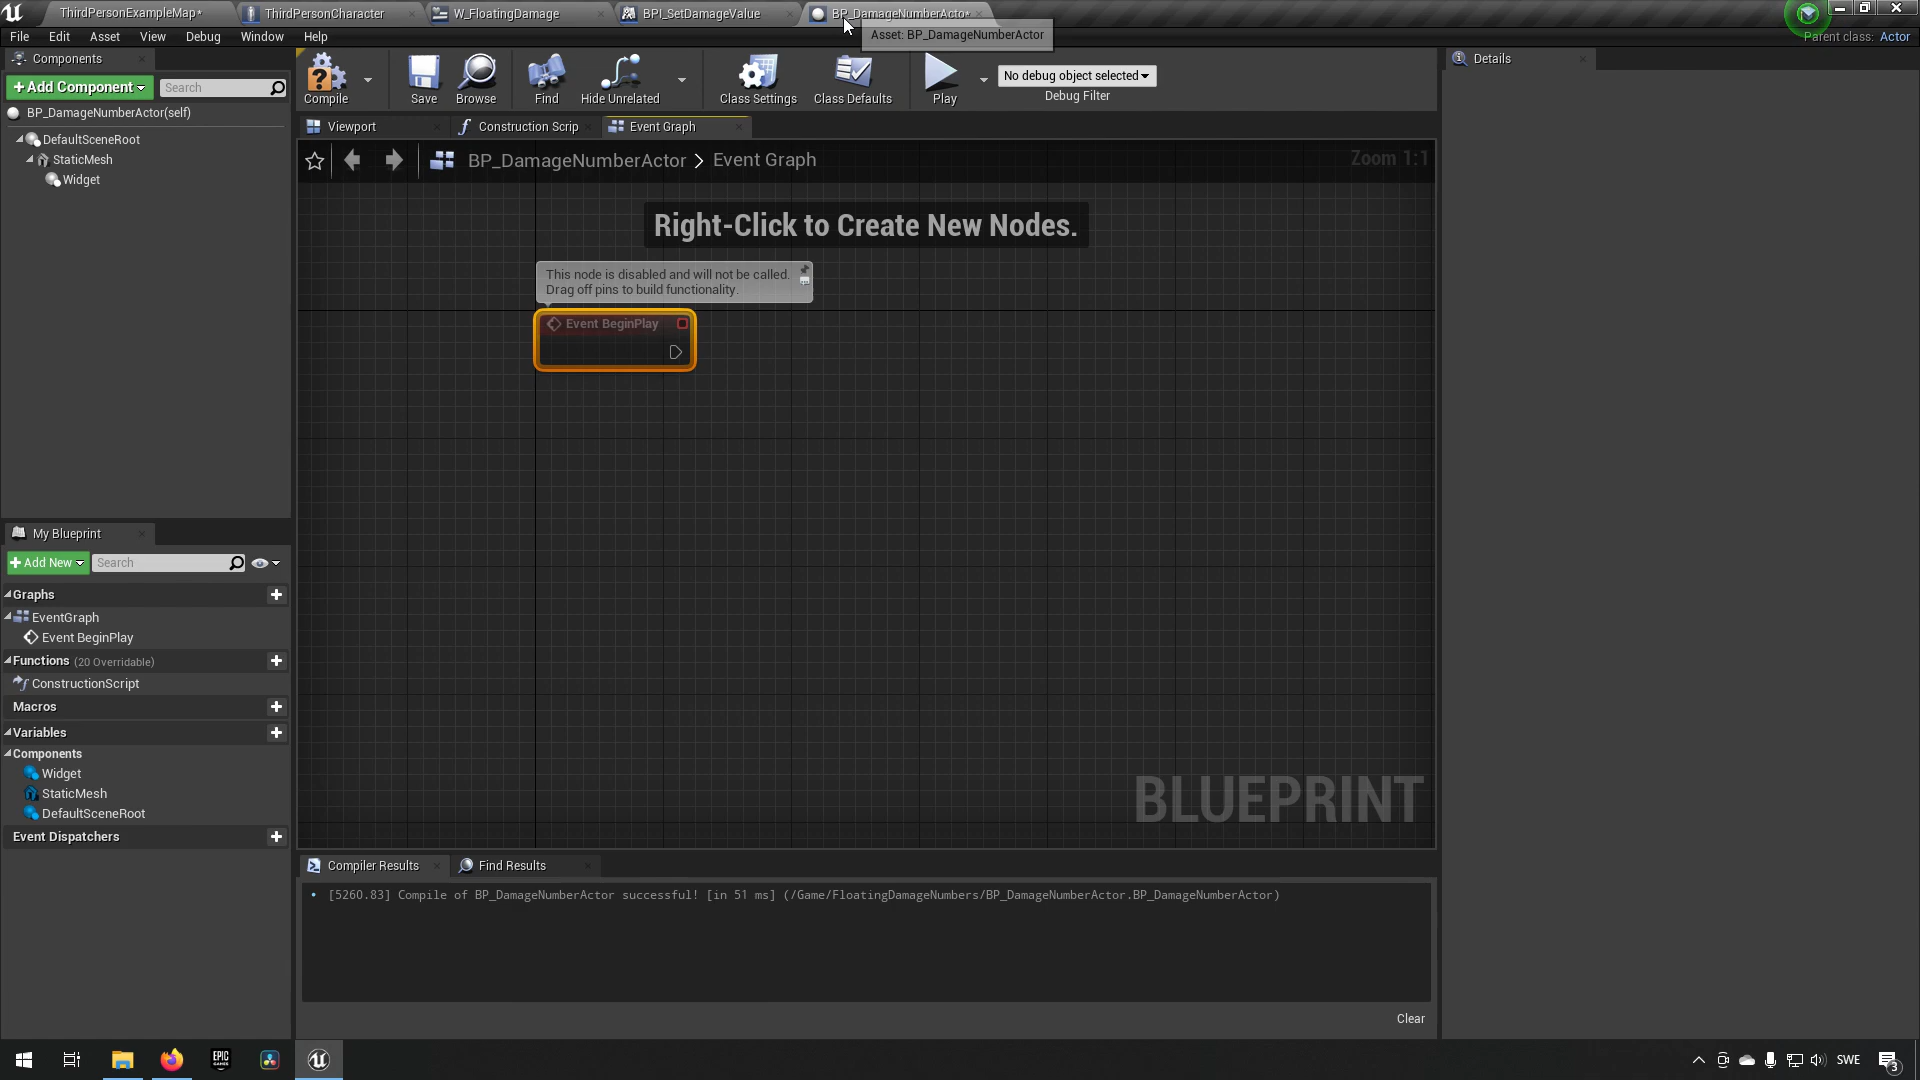 ThirdPersonExampleMap*
ThirdPersonCharacter
W_FloatingDamage
BPI_SetDamageValue
BP_DamageNumberActo*
Asset: BP_DamageNumberActor
File
Edit
Asset
View
Debug
Window
Help
Parent class: Actor
Components
+Add Component
Search
BP_DamageNumberActor(self)
DefaultSceneRoot
StaticMesh
Widget
Compile
Save
Browse
Find
Hide Unrelated
Class Settings
Class Defaults
Play
No debug object selected
Debug Filter
Details
Viewport
Construction Scrip
Event Graph
BP_DamageNumberActor > Event Graph
Zoom 1:1
Right-Click to Create New Nodes.
This node is disabled and will not be called.
Drag off pins to build functionality.
Event BeginPlay
BLUEPRINT
My Blueprint
+Add New
Search
Graphs
EventGraph
Event BeginPlay
Functions (20 Overridable)
ConstructionScript
Macros
Variables
Components
Widget
StaticMesh
DefaultSceneRoot
Event Dispatchers
Compiler Results
Find Results
[5260.83] Compile of BP_DamageNumberActor successful! [in 51 ms] (/Game/FloatingDamageNumbers/BP_DamageNumberActor.BP_DamageNumberActor)
Clear
EPIC
GAMES
SWE
3